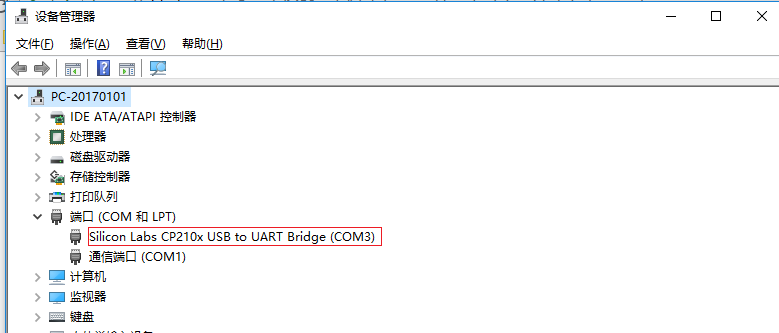 设备管理器
文件(F) 操作(A) 查看(V) 帮助(H)
PC-20170101
IDE ATA/ATAPI 控制器
处理器
磁盘驱动器
存储控制器
打印队列
端口 (COM 和 LPT)
Silicon Labs CP210x USB to UART Bridge (COM3)
通信端口 (COM1)
计算机
监视器
键盘